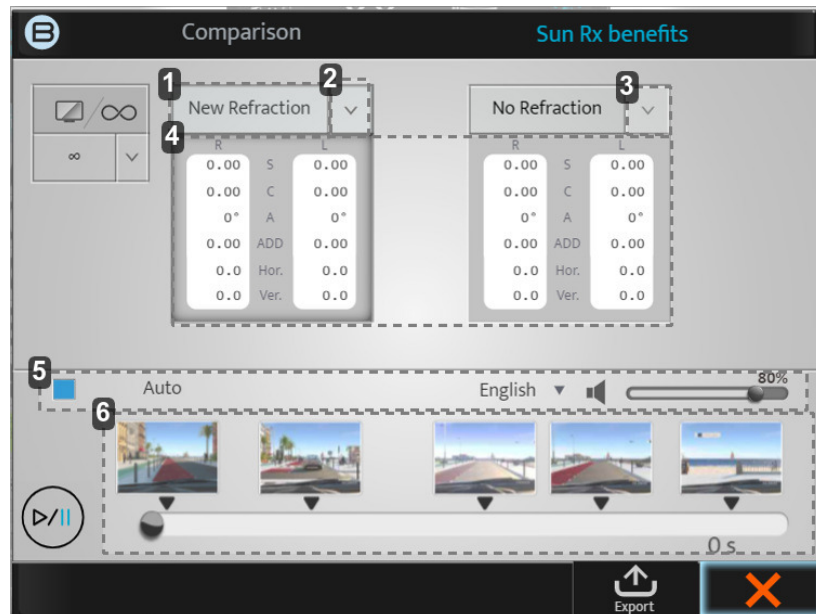 B Comparison Sun Rx benefits
1 2 3
New Refraction No Refraction
∞
∞
4
R L R L
0.00 S 0.00 0.00 S 0.00
0.00 C 0.00 0.00 C 0.00
0° A 0° 0° A 0°
0.00 ADD 0.00 0.00 ADD 0.00
0.0 Hor. 0.0 0.0 Hor. 0.0
0.0 Ver. 0.0 0.0 Ver. 0.0
5 Auto English 80%
6
0 s
Export